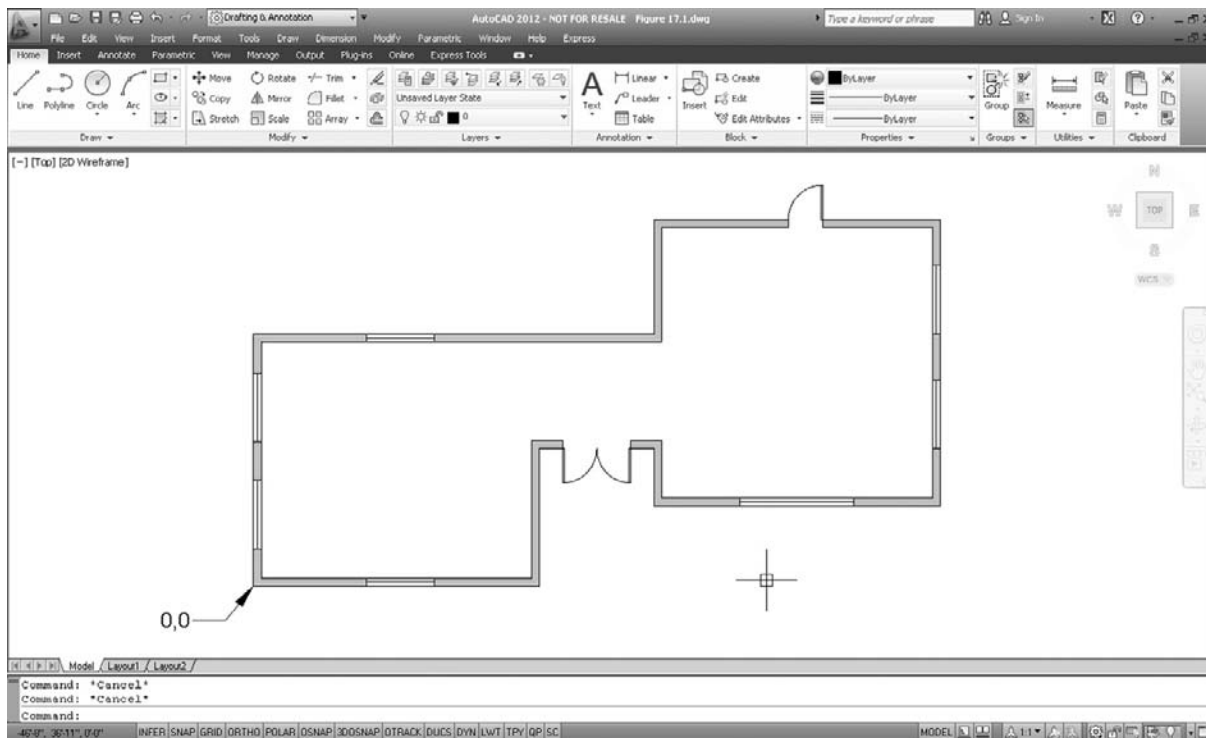 Drafting & Annotation
AutoCAD 2012 - NOT FOR RESALE Figure 17.1.dwg
Type a keyword or phrase
Sign In
File Edit View Insert Format Tools Draw Dimension Modify Parametric Window Help Express
Home Insert Annotate Parametric View Manage Output Plug-ins Online Express Tools
Line Polyline Circle Arc
Move Rotate Trim
Copy Mirror Fillet
Stretch Scale Array
Unsaved Layer State
0
Text
Linear
Leader
Table
Insert
Create
Edit
Edit Attributes
ByLayer
ByLayer
ByLayer
Group
Measure
Paste
Draw Modify Layers Annotation Block Properties Groups Utilities Clipboard
[-] [Top] [2D Wireframe]
N
W TOP E
S
WCS
0,0
Model Layout1 Layout2
Command: *Cancel*
Command: *Cancel*
Command:
INFER SNAP GRID ORTHO POLAR OSNAP 3DOSNAP OTRACK DUCS DYN LWT TPY QP SC
MODEL 1:1